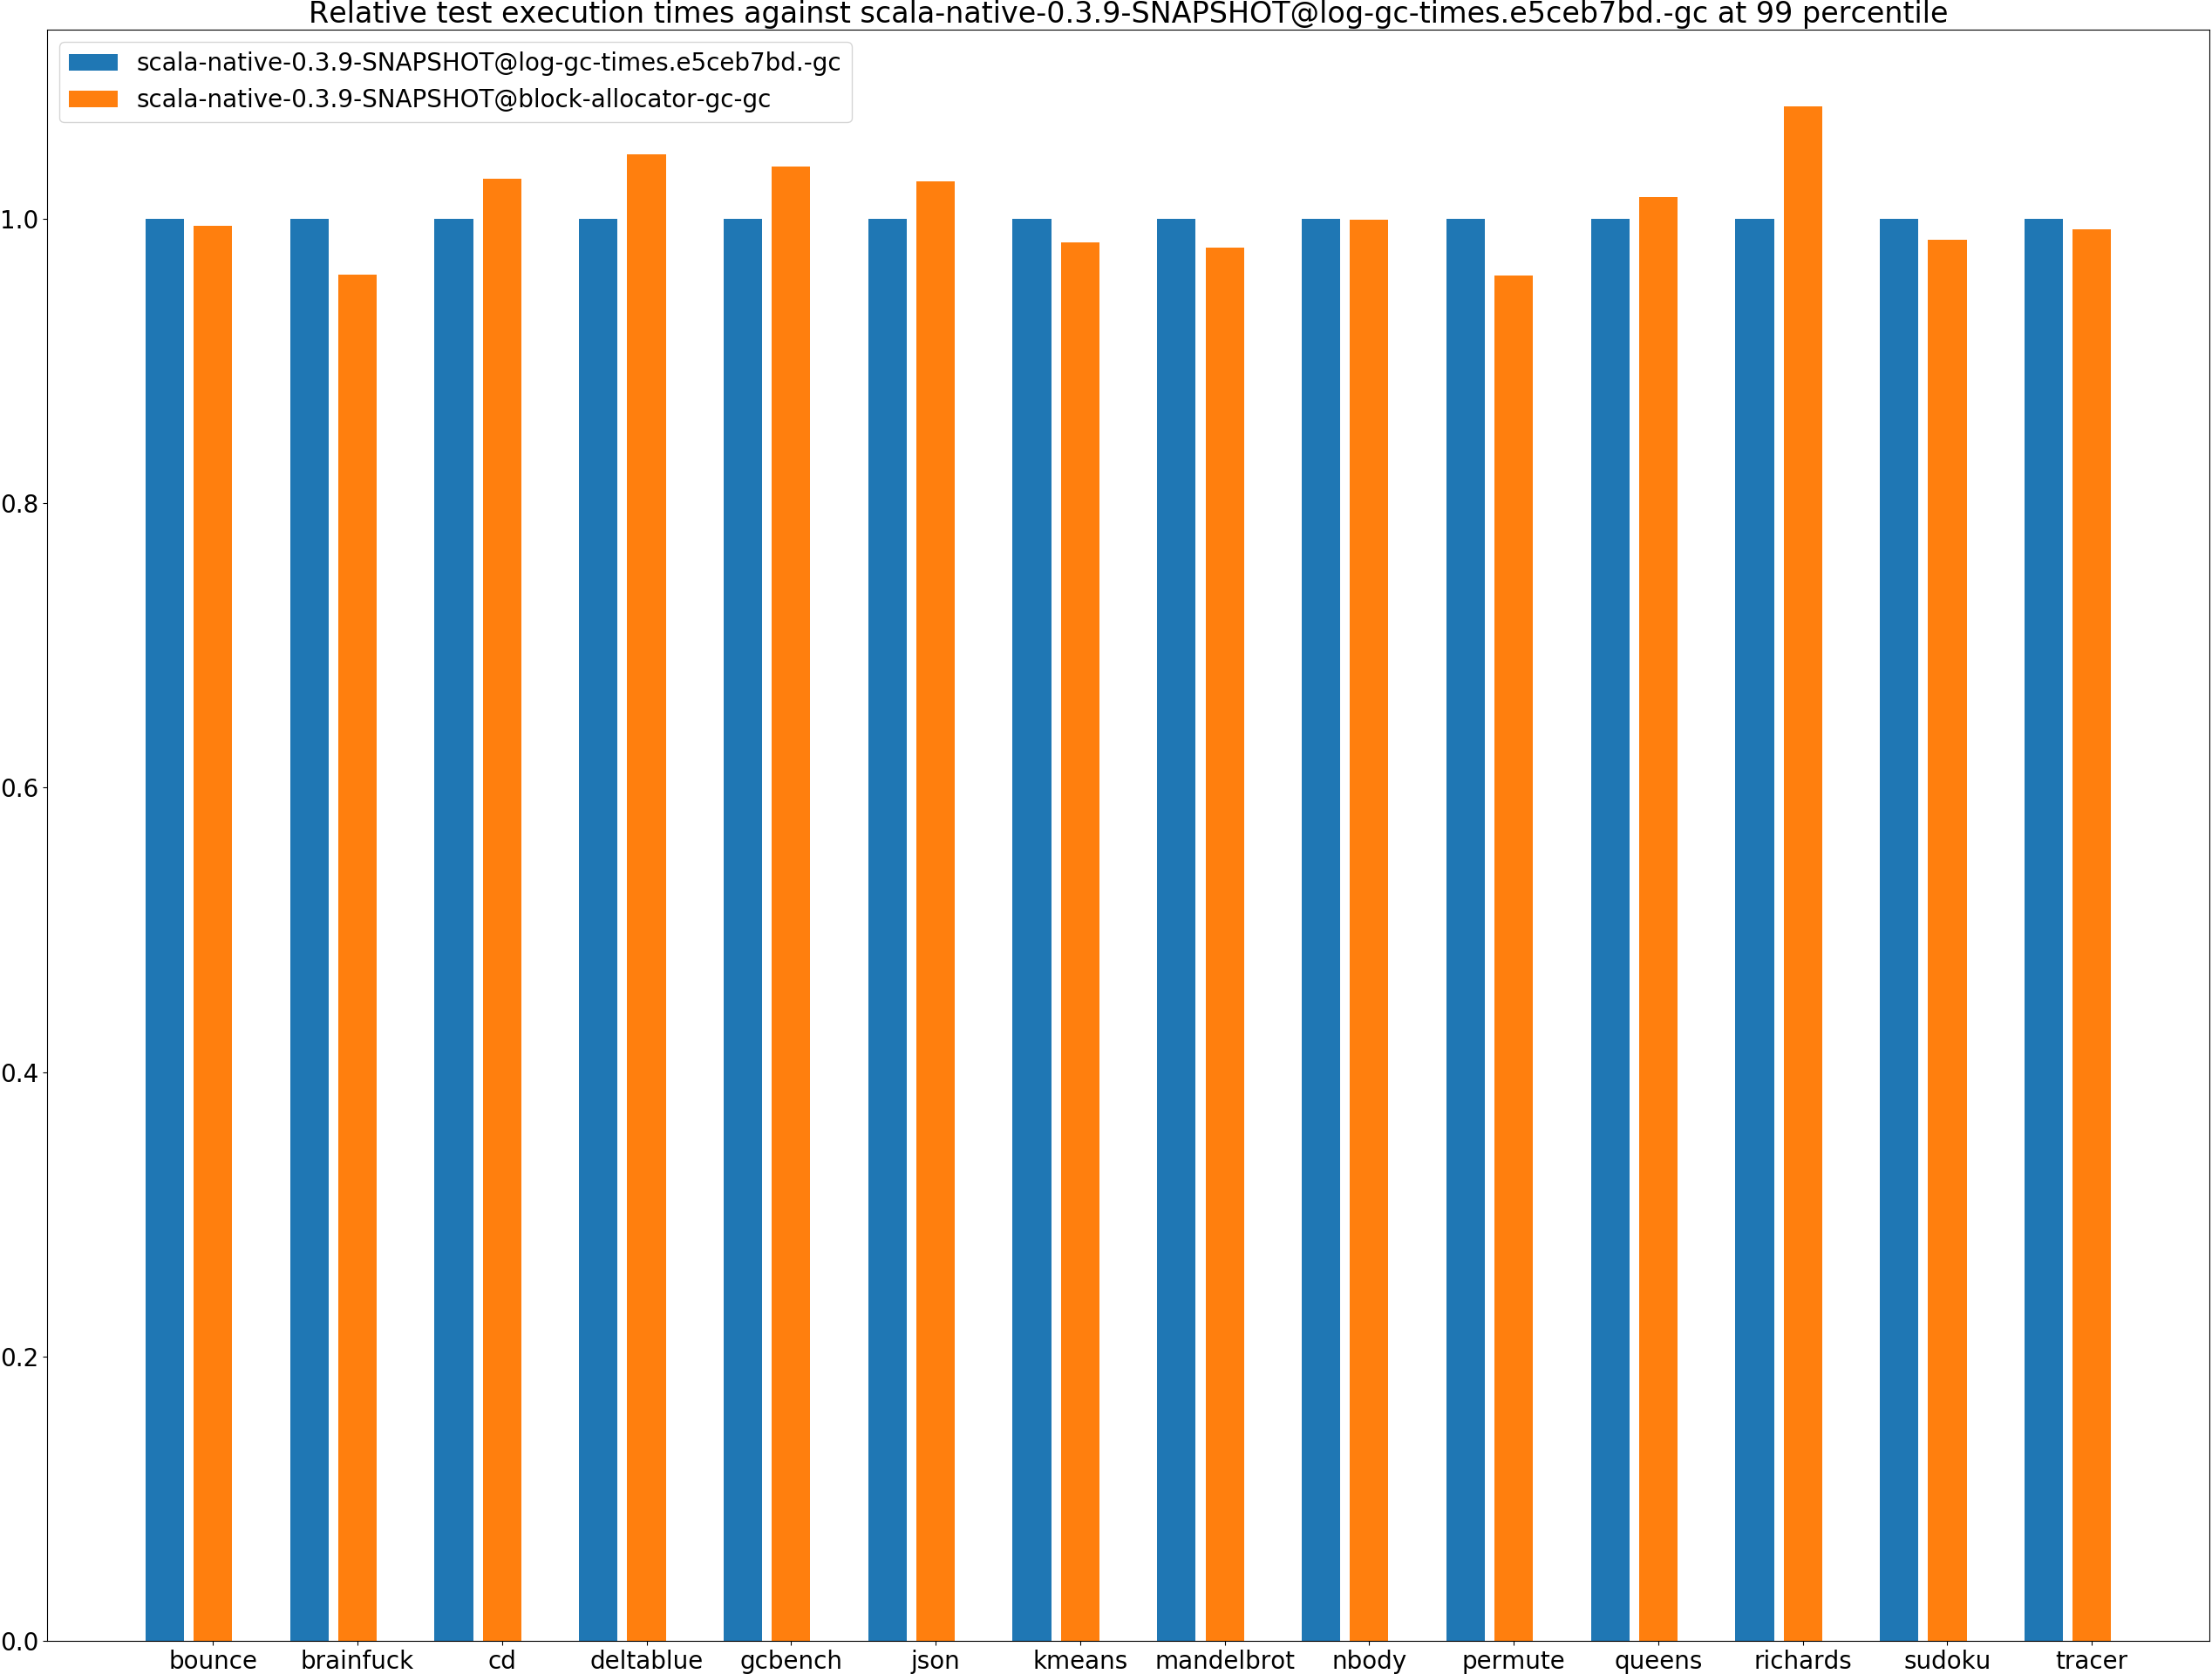 Relative test execution times against scala-native-0.3.9-SNAPSHOT@log-gc-times.e5ceb7bd.-gc at 99 percentile
scala-native-0.3.9-SNAPSHOT@log-gc-times.e5ceb7bd.-gc
scala-native-0.3.9-SNAPSHOT@block-allocator-gc-gc
1.0
0.8
0.6
0.4
0.2
0.0
bounce brainfuck cd deltablue gcbench json kmeans mandelbrot nbody permute queens richards sudoku tracer